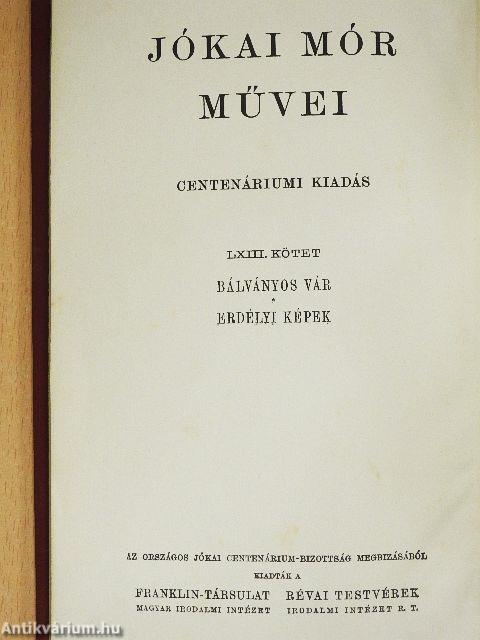 JÓKAI MÓR
MŰVEI
CENTENÁRIUMI KIADÁS
LXIII. KÖTET
BÁLVÁNYOS VÁR
*
ERDÉLYI KÉPEK
AZ ORSZÁGOS JÓKAI CENTENÁRIUM-BIZOTTSÁG MEGBIZÁSÁBÓL
KIADTÁK A
FRANKLIN-TÁRSULAT RÉVAI TESTVÉREK
MAGYAR IRODALMI INTÉZET IRODALMI INTÉZET R. T.
Antikvárium.hu